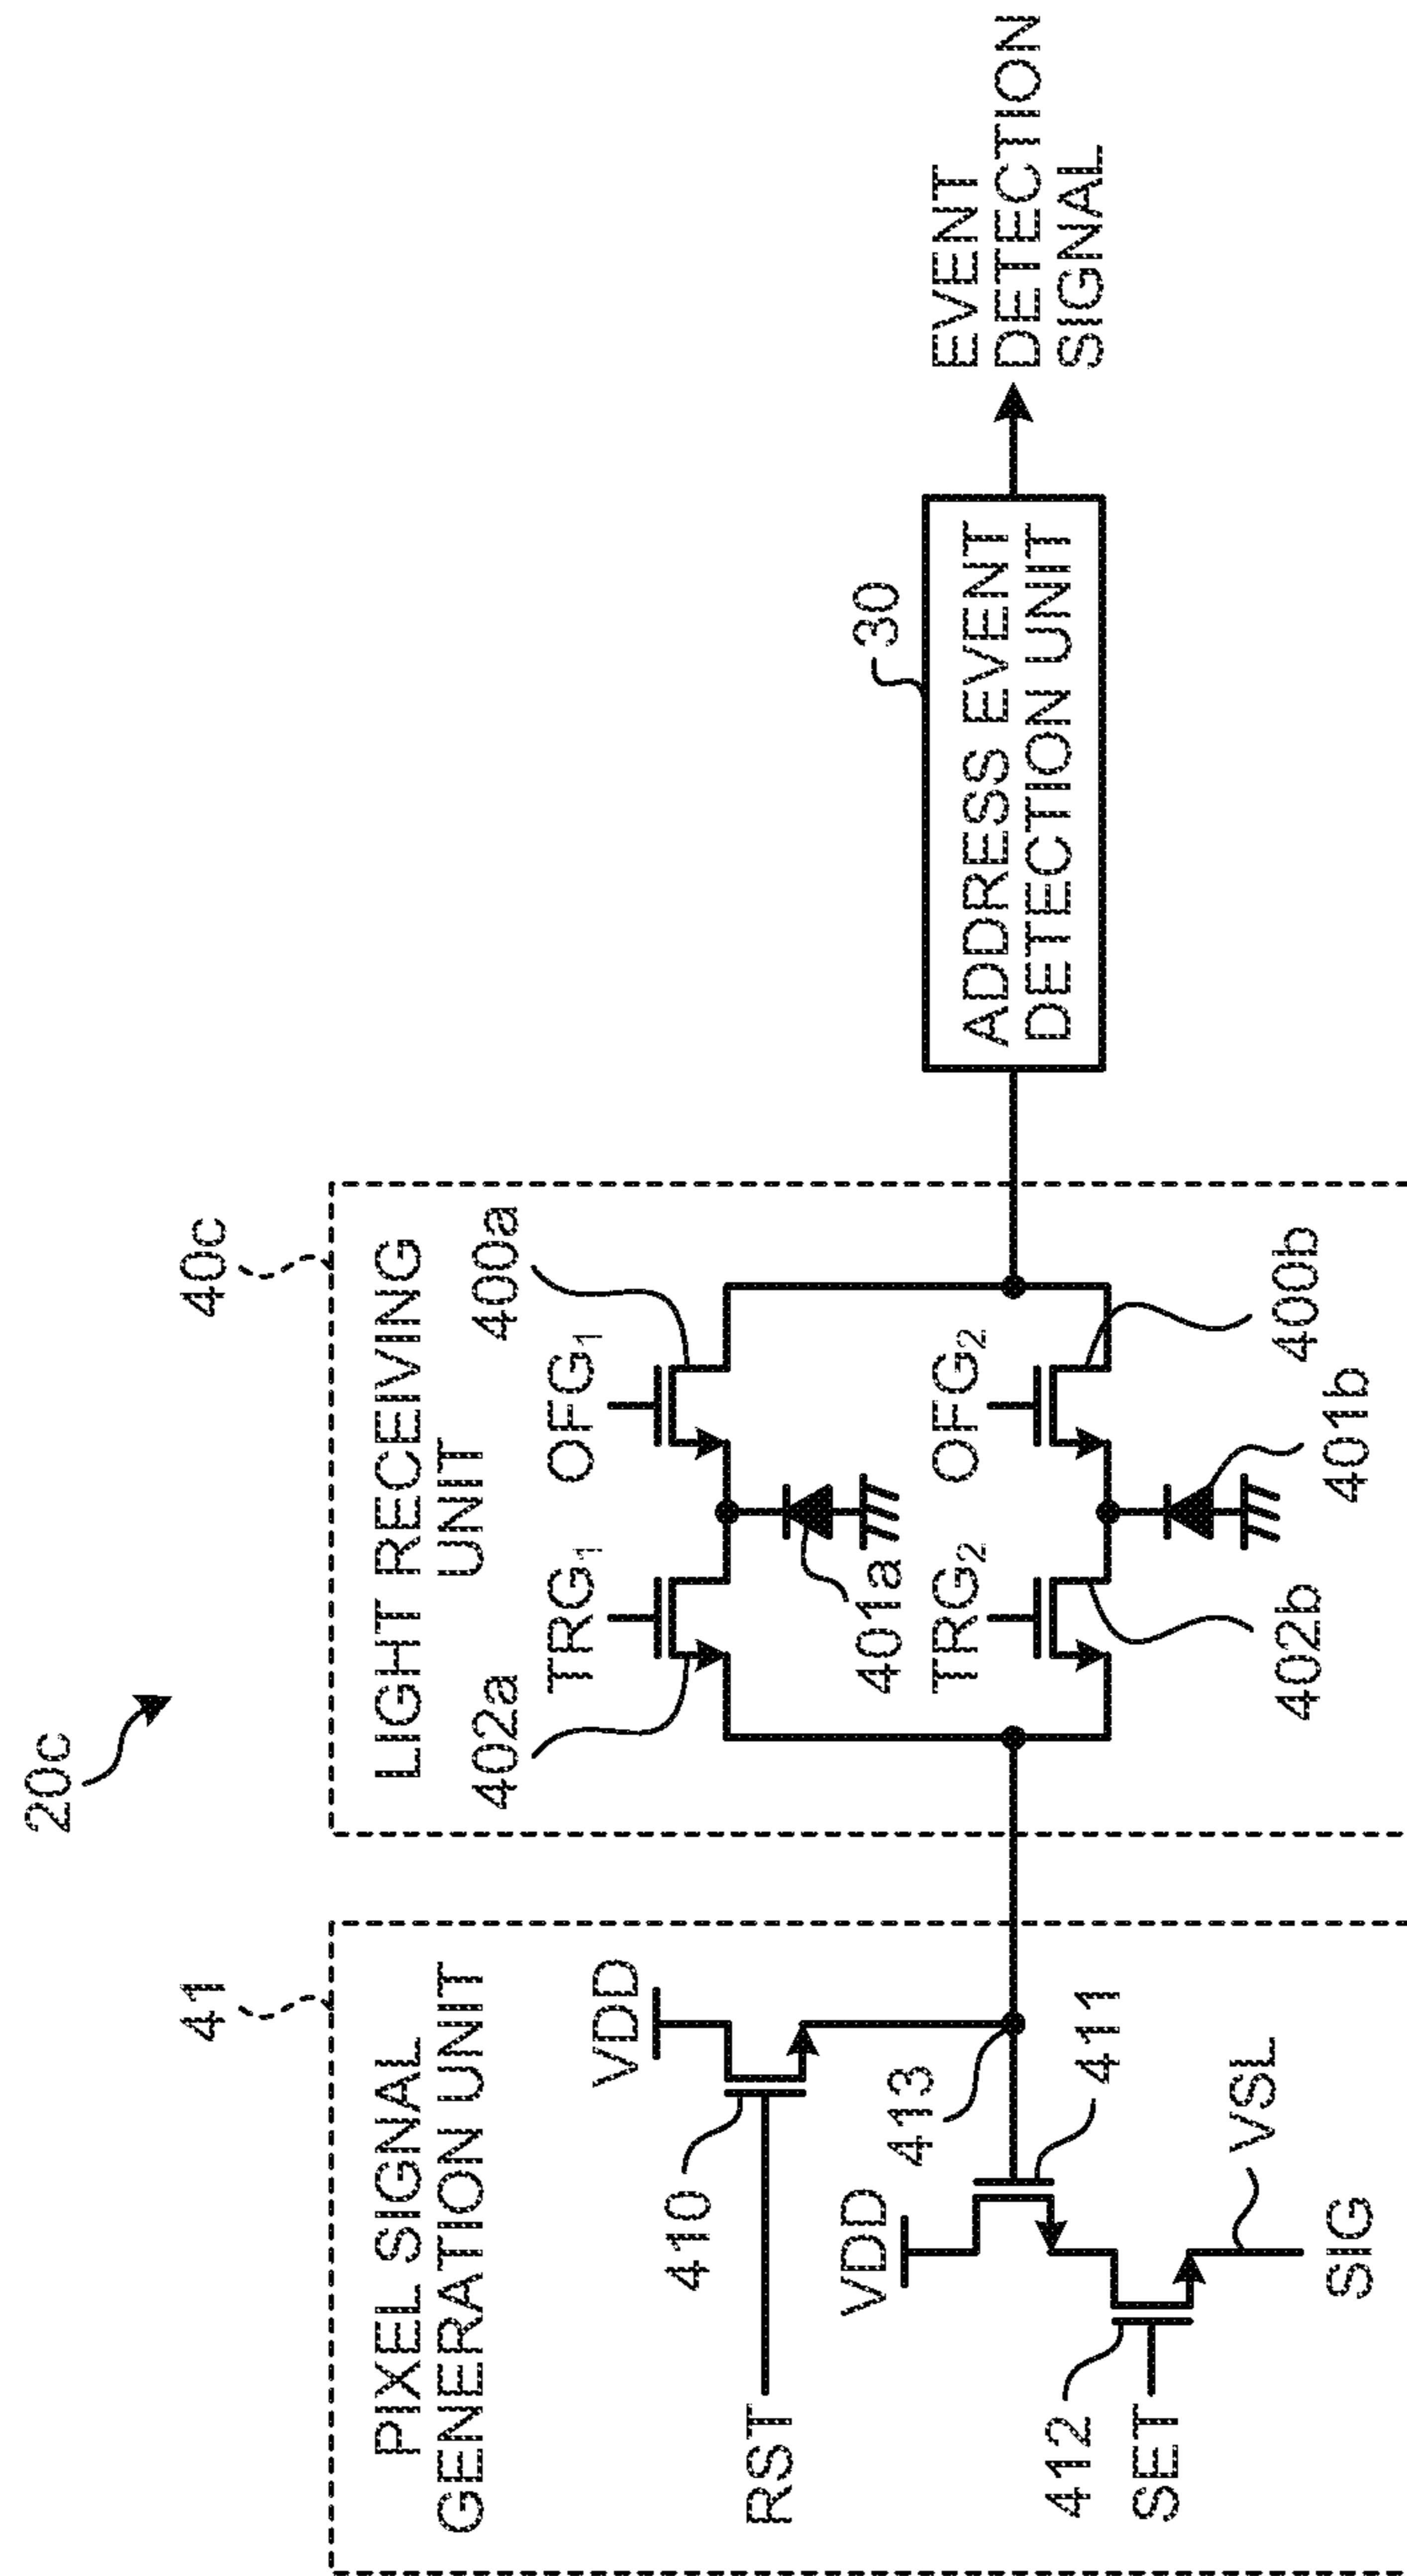 20c
41
PIXEL SIGNAL
GENERATION UNIT
VDD
410
RST
413
VDD
411
412
SET
VSL
SIG
40c
LIGHT RECEIVING
UNIT
402a
400a
TRG₁
OFG₁
401a
TRG₂
OFG₂
402b
401b
400b
30
ADDRESS EVENT
DETECTION UNIT
EVENT
DETECTION
SIGNAL